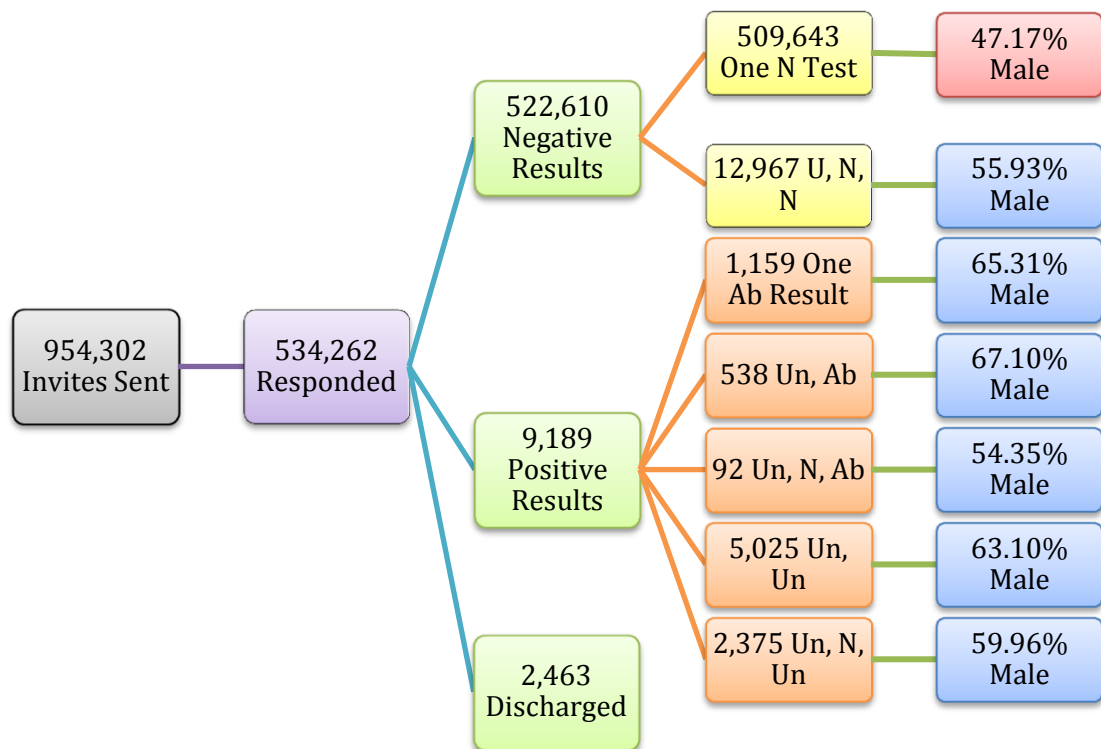 954,302
Invites Sent
534,262
Responded
522,610
Negative
Results
9,189
Positive
Results
2,463
Discharged
509,643
One N Test
12,967 U, N,
N
1,159 One
Ab Result
538 Un, Ab
92 Un, N, Ab
5,025 Un,
Un
2,375 Un, N,
Un
47.17%
Male
55.93%
Male
65.31%
Male
67.10%
Male
54.35%
Male
63.10%
Male
59.96%
Male